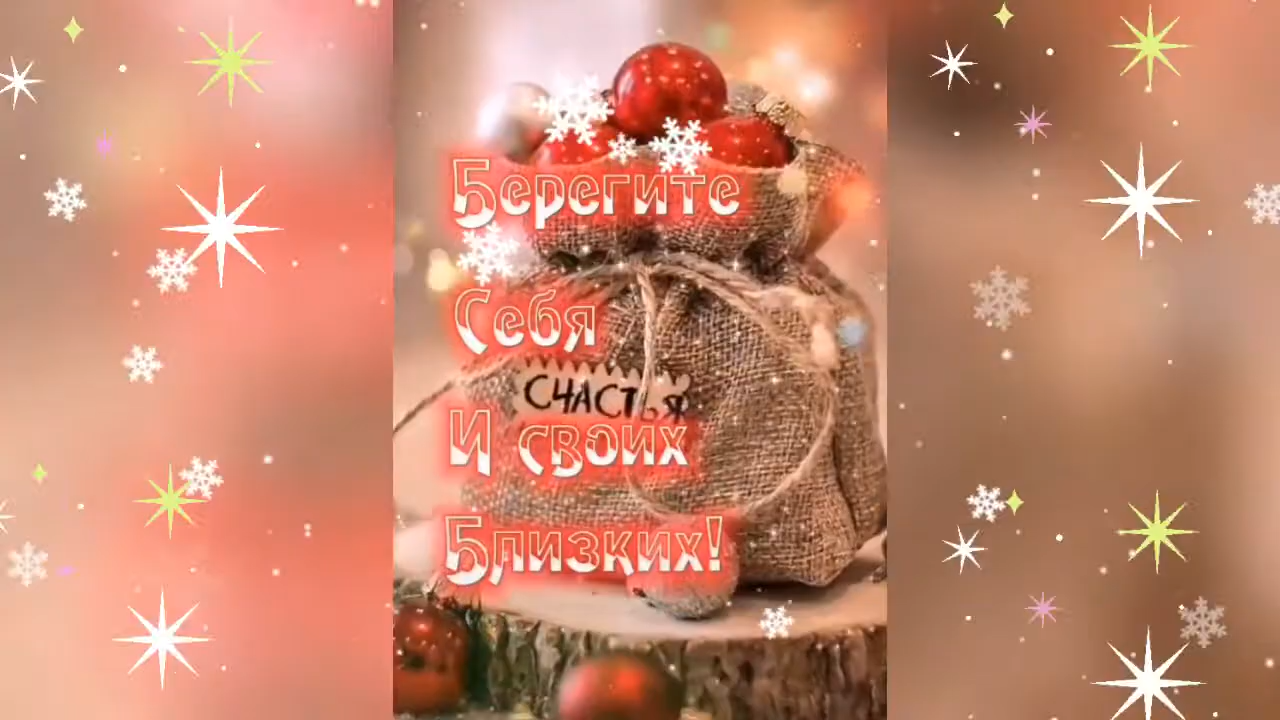 Берегите
Себя
СЧАСТЬЯ
И своих
Близких!